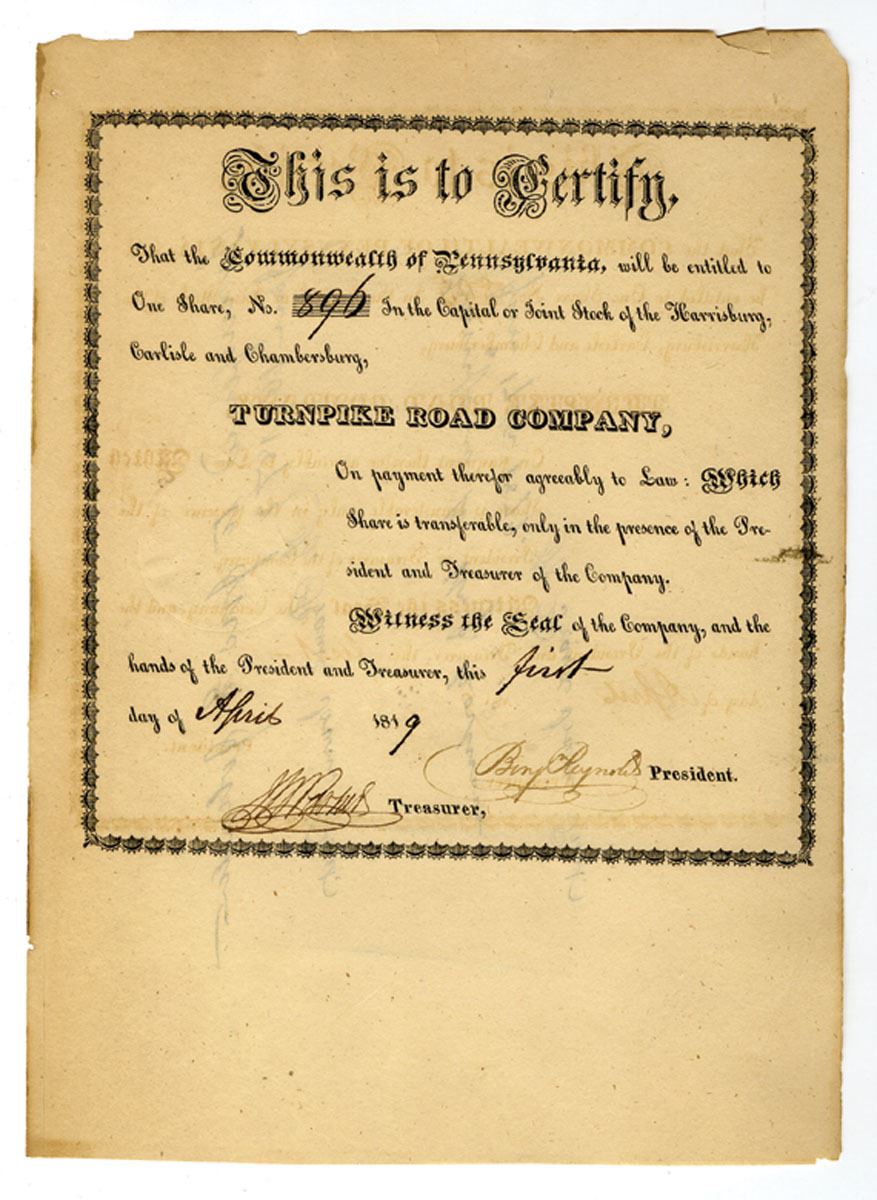 This is to Certify,
That the Commonwealth of Pennsylvania, will be entitled to
One Share, No. 896 In the Capital or Joint Stock of the Harrisburg,
Carlisle and Chambersburg,
TURNPIKE ROAD COMPANY,
On payment therefor agreeably to Law: Which
Share is transferable, only in the presence of the Pre-
sident and Treasurer of the Company.
Witness the Seal of the Company, and the
hands of the President and Treasurer, this first
day of April 1819
Benj Reynolds President.
Treasurer,